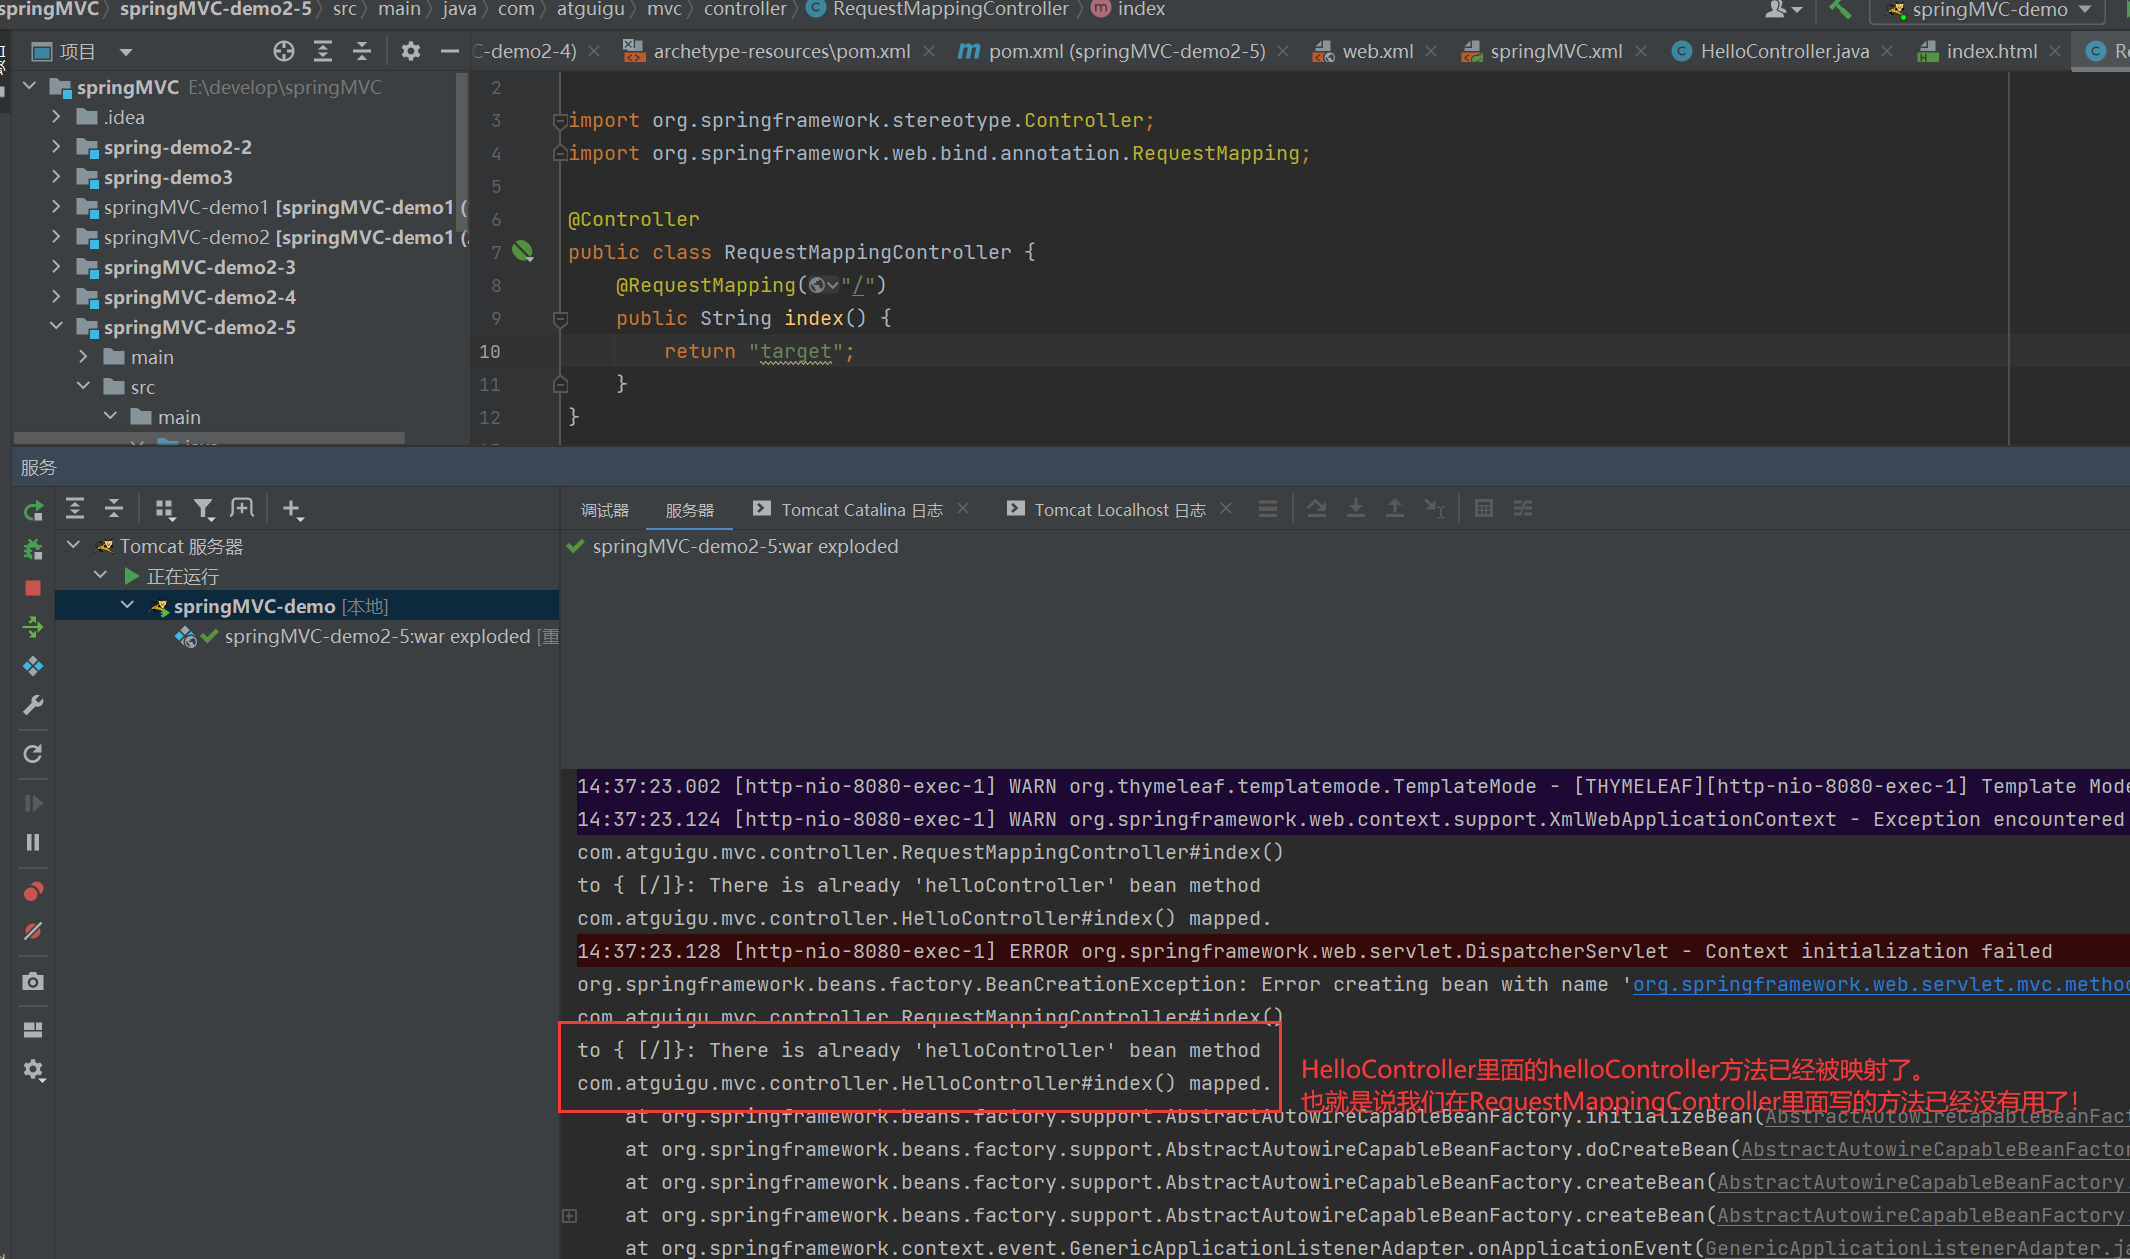 springMVC 〉 springMVC-demo2-5 〉 src 〉 main 〉 java 〉 com 〉 atguigu 〉 mvc 〉 controller 〉 RequestMappingController 〉 index
springMVC-demo
项目
C-demo2-4)
archetype-resources\pom.xml
pom.xml (springMVC-demo2-5)
web.xml
springMVC.xml
HelloController.java
index.html
springMVC E:\develop\springMVC
.idea
spring-demo2-2
spring-demo3
springMVC-demo1 [springMVC-demo1 (
springMVC-demo2 [springMVC-demo1 (
springMVC-demo2-3
springMVC-demo2-4
springMVC-demo2-5
main
src
main
2
3 import org.springframework.stereotype.Controller;
4 import org.springframework.web.bind.annotation.RequestMapping;
5
6 @Controller
7 public class RequestMappingController {
8 @RequestMapping("/")
9 public String index() {
10 return "target";
11 }
12 }
服务
调试器 服务器 Tomcat Catalina 日志 Tomcat Localhost 日志
Tomcat 服务器
正在运行
springMVC-demo [本地]
springMVC-demo2-5:war exploded [重
springMVC-demo2-5:war exploded
14:37:23.002 [http-nio-8080-exec-1] WARN org.thymeleaf.templatemode.TemplateMode - [THYMELEAF][http-nio-8080-exec-1] Template Mode
14:37:23.124 [http-nio-8080-exec-1] WARN org.springframework.web.context.support.XmlWebApplicationContext - Exception encountered
com.atguigu.mvc.controller.RequestMappingController#index()
to { [/]}: There is already 'helloController' bean method
com.atguigu.mvc.controller.HelloController#index() mapped.
14:37:23.128 [http-nio-8080-exec-1] ERROR org.springframework.web.servlet.DispatcherServlet - Context initialization failed
org.springframework.beans.factory.BeanCreationException: Error creating bean with name 'org.springframework.web.servlet.mvc.method
com.atguigu.mvc.controller.RequestMappingController#index()
to { [/]}: There is already 'helloController' bean method
com.atguigu.mvc.controller.HelloController#index() mapped.
HelloController里面的helloController方法已经被映射了。
也就是说我们在RequestMappingController里面写的方法已经没有用了！
at org.springframework.beans.factory.support.AbstractAutowireCapableBeanFactory.initializeBean(AbstractAutowireCapableBeanFact
at org.springframework.beans.factory.support.AbstractAutowireCapableBeanFactory.doCreateBean(AbstractAutowireCapableBeanFactor
at org.springframework.beans.factory.support.AbstractAutowireCapableBeanFactory.createBean(AbstractAutowireCapableBeanFactory.
at org.springframework.beans.factory.support.AbstractAutowireCapableBeanFactory.createBean(AbstractAutowireCapableBeanFactory.
at org.springframework.context.event.GenericApplicationListenerAdapter.onApplicationEvent(GenericApplicationListenerAdapter.ja